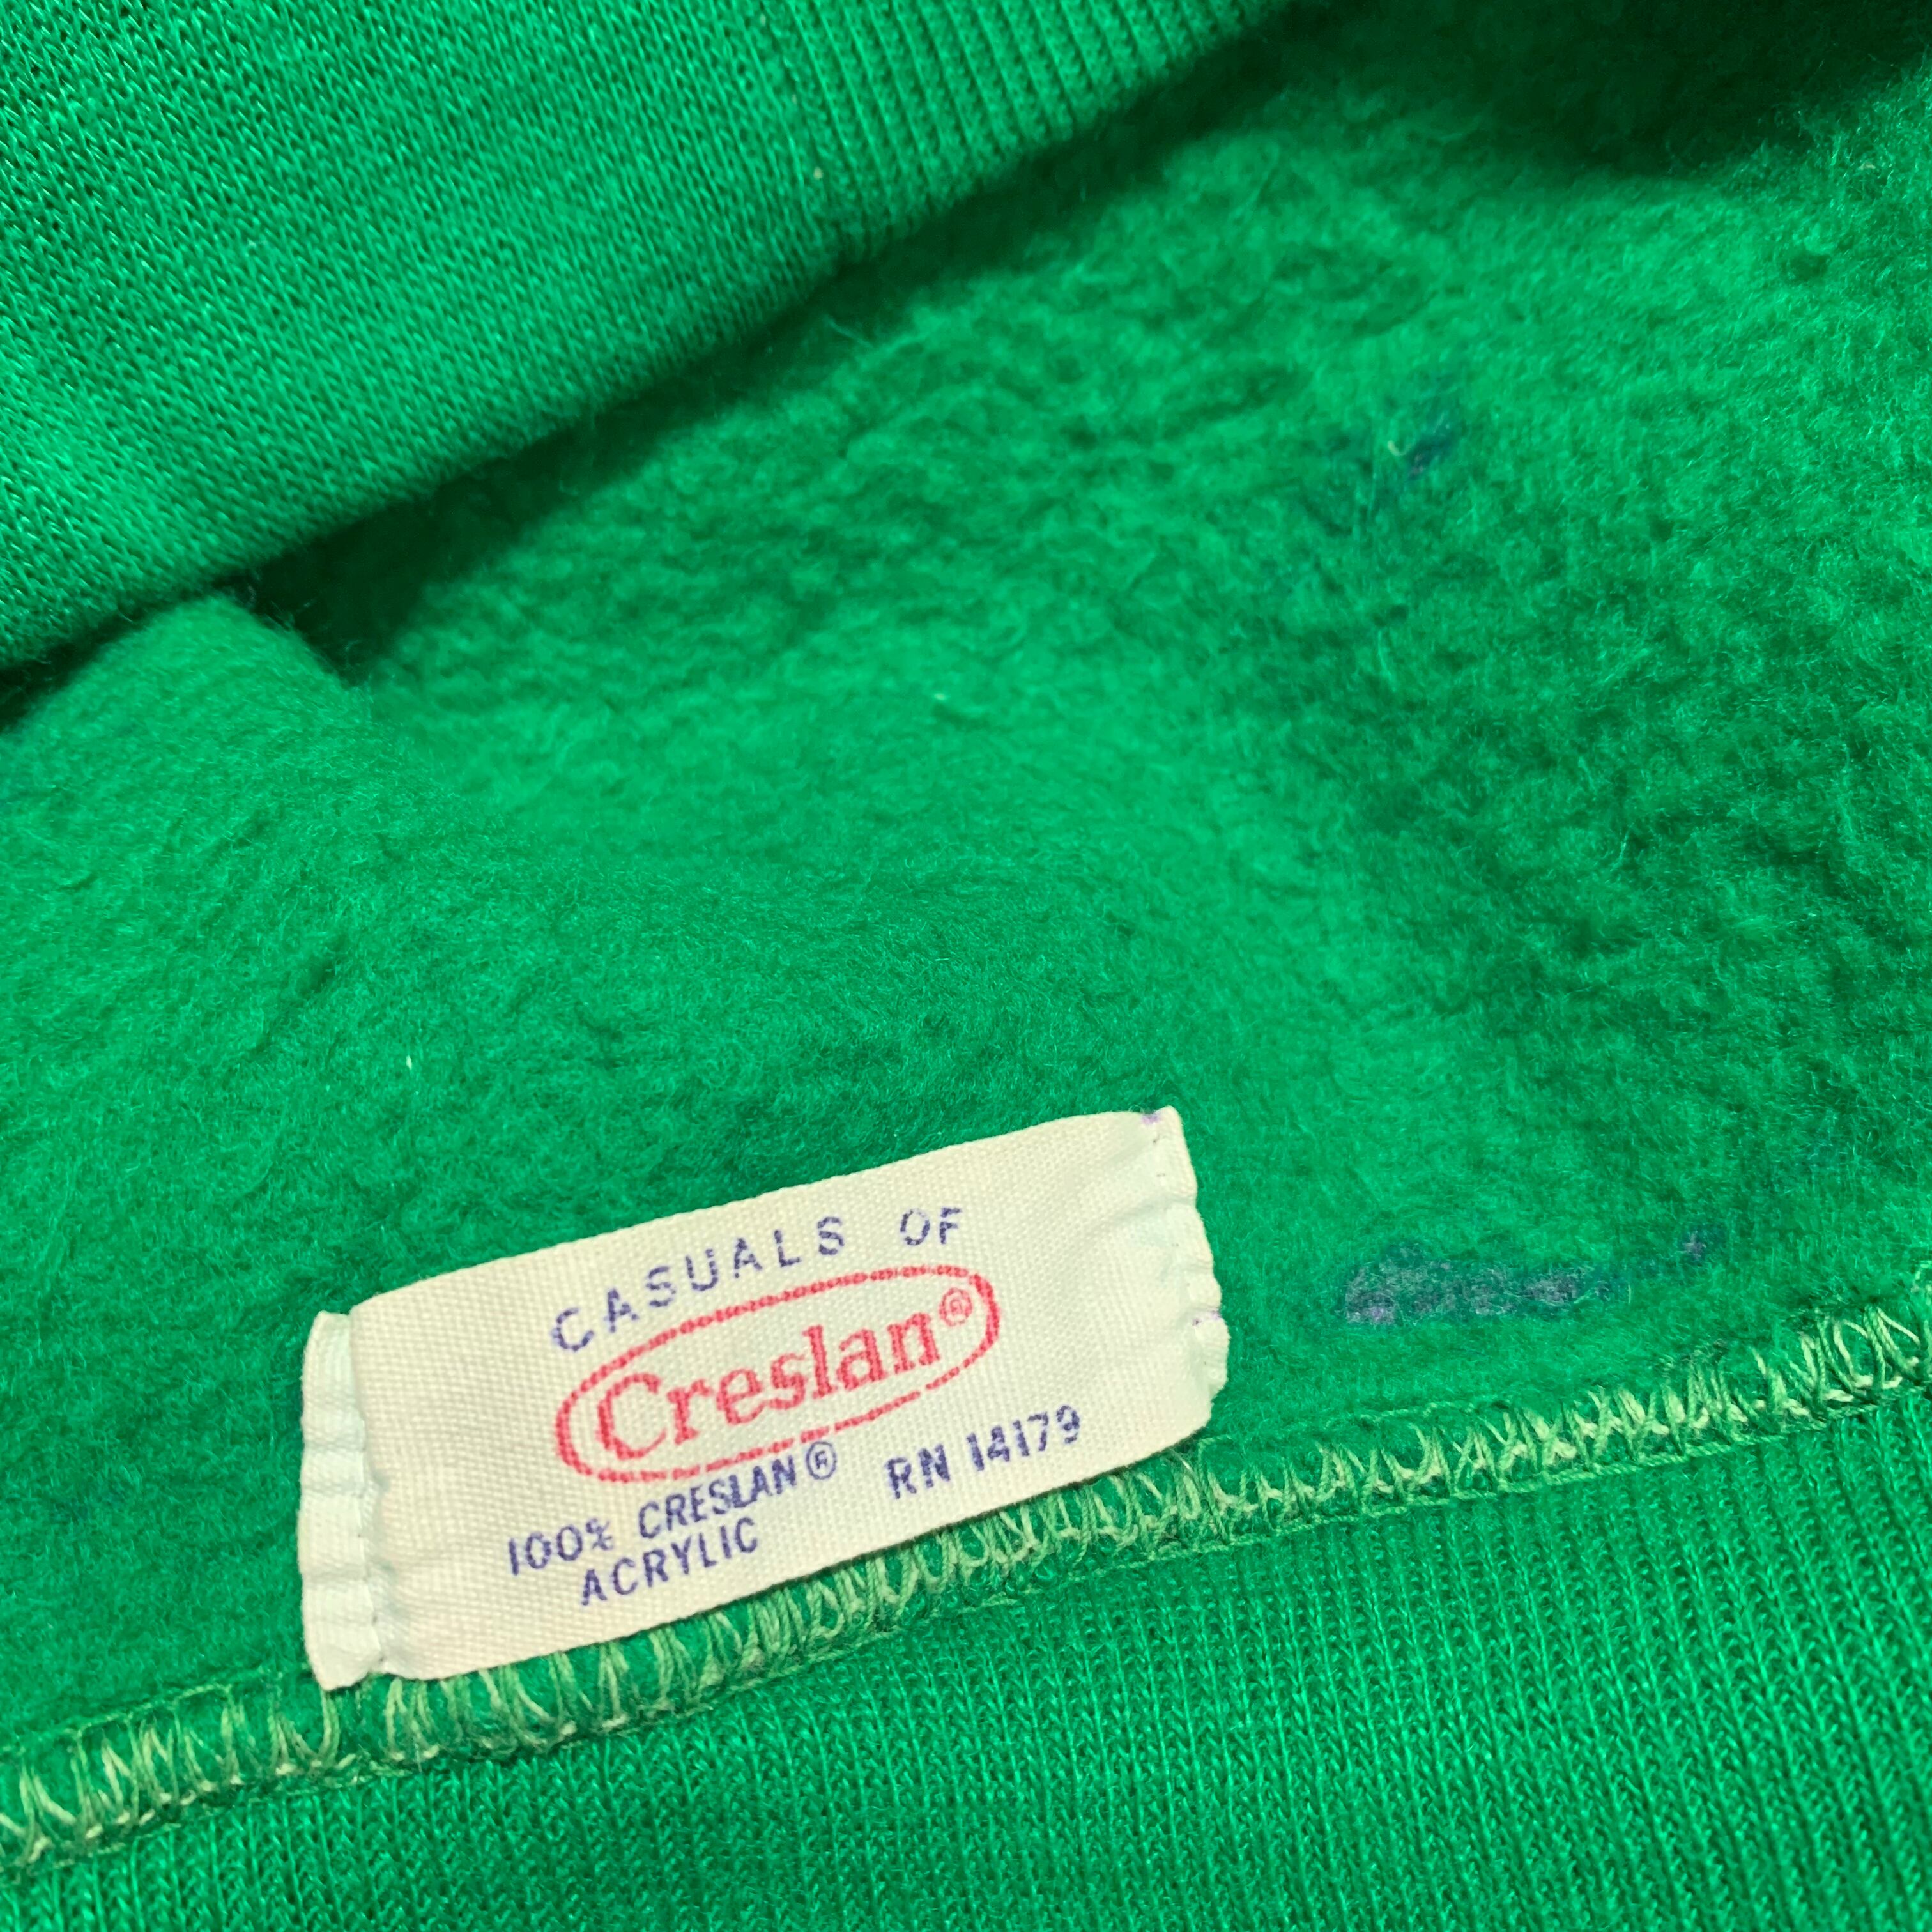 CASUALS OF
Creslan®
100% CRESLAN® RN 14179
ACRYLIC